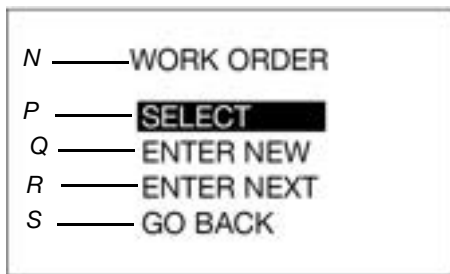 N WORK ORDER
P SELECT
Q ENTER NEW
R ENTER NEXT
S GO BACK